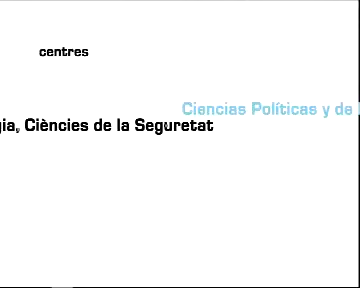 centres
Ciencias Políticas y de
gia, Ciències de la Seguretat